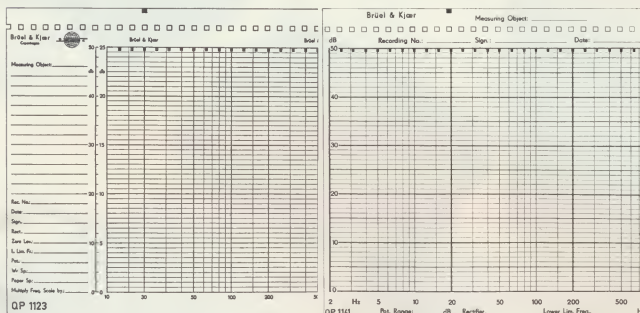 Brüel & Kjær
Copenhagen
Brüel & Kjær
Brüel
50 25
Measuring Object:
db db
40 20
30 15
20 10
Rec. No.:
Date:
Sign.:
10 5
Zero Lev.:
L. Lim. Fr.:
Pot.:
Wr. Sp.:
Paper Sp.:
Multiply Freq. Scale by:
0 0
10 20 50 100 200
QP 1123
Brüel & Kjær
Measuring Object:
dB
Recording No.:
Sign.:
Date:
50
40
30
20
10
2 Hz 5 10 20 50 100 200 500
QP 1141
Pot. Range:
dB
Rectifier
Lower Lim. Freq.